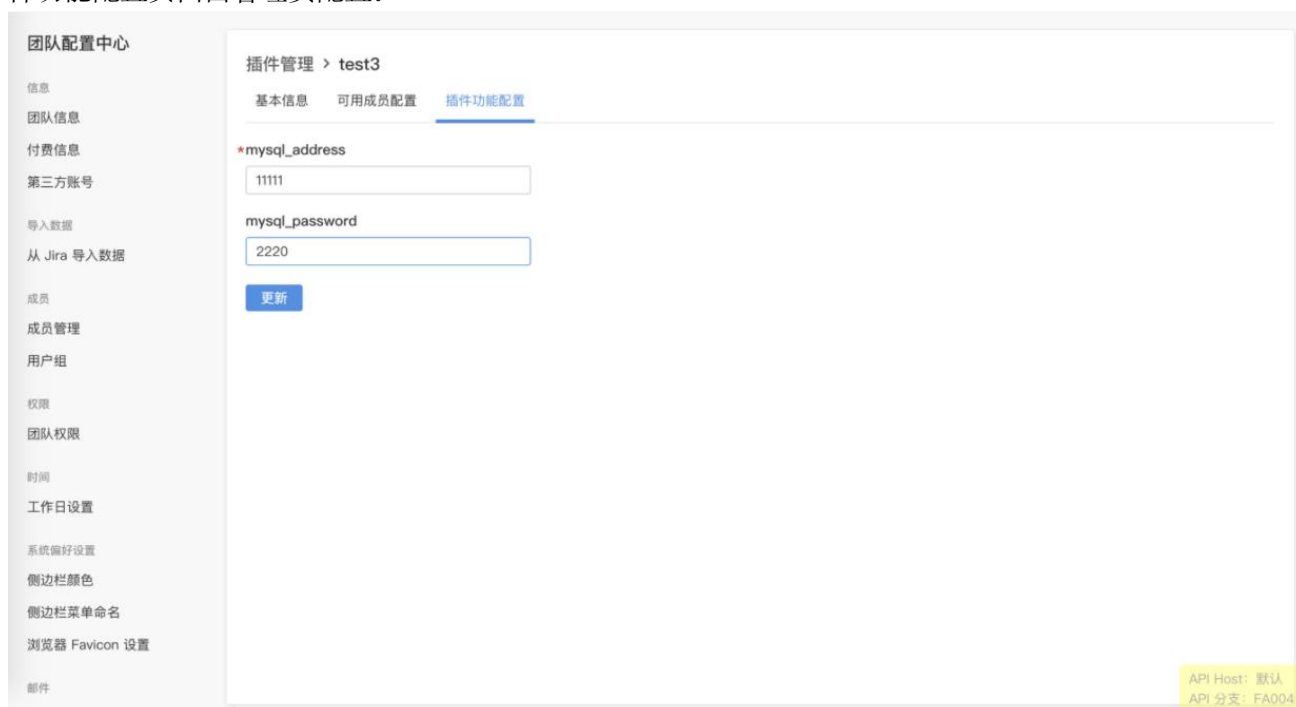 团队配置中心
信息
团队信息
付费信息
第三方账号
导入数据
从 Jira 导入数据
成员
成员管理
用户组
权限
团队权限
时间
工作日设置
系统偏好设置
侧边栏颜色
侧边栏菜单命名
浏览器 Favicon 设置
邮件
插件管理 > test3
基本信息 可用成员配置 插件功能配置
*mysql_address
11111
mysql_password
2220
更新
API Host：默认
API 分支：FA004